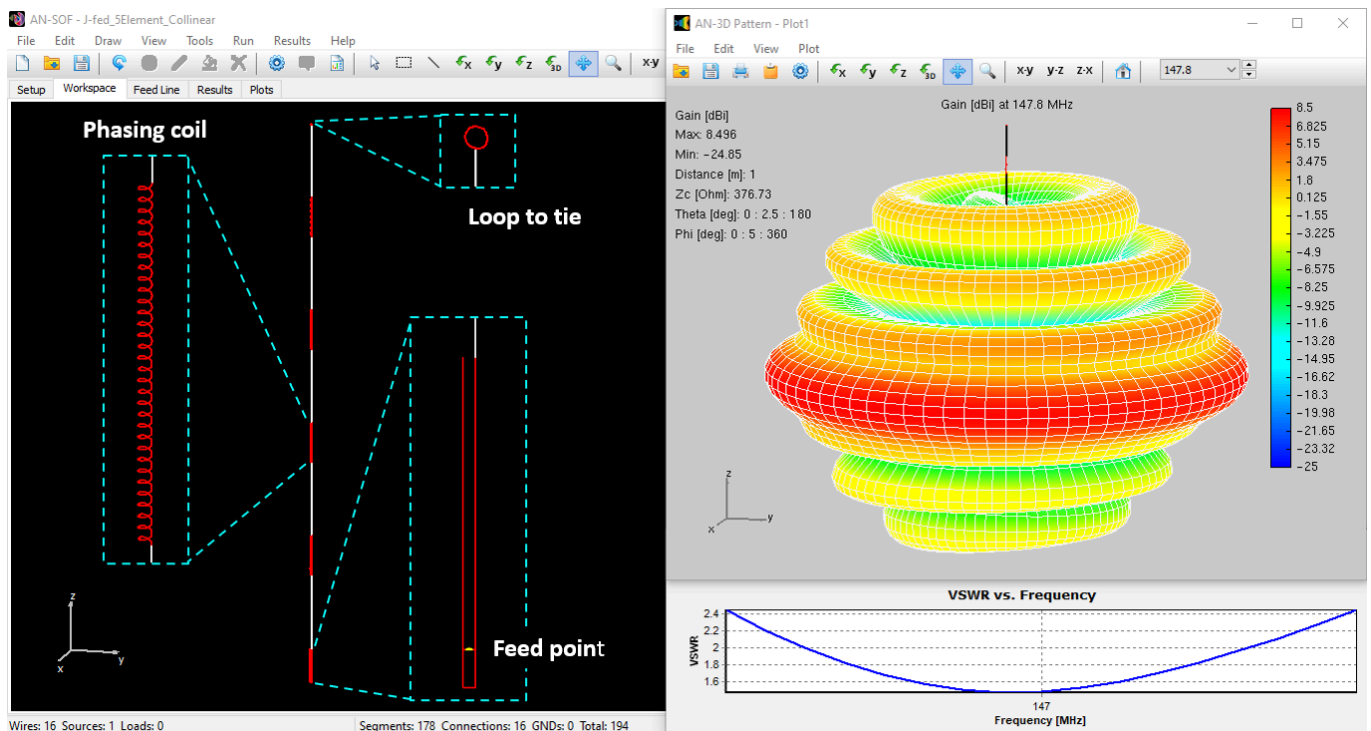 AN-SOF - J-fed_5Element_Collinear
File Edit Draw View Tools Run Results Help
x y z 3D x-y
Setup Workspace Feed Line Results Plots
Phasing coil
Loop to tie
Feed point
z
y
x
Wires: 16 Sources: 1 Loads: 0 Segments: 178 Connections: 16 GNDs: 0 Total: 194
AN-3D Pattern - Plot1
File Edit View Plot
x y z 3D x-y y-z z-x 147.8
Gain [dBi] at 147.8 MHz
Gain [dBi]
Max: 8.496
Min: -24.85
Distance [m]: 1
Zc [Ohm]: 376.73
Theta [deg]: 0 : 2.5 : 180
Phi [deg]: 0 : 5 : 360
8.5
6.825
5.15
3.475
1.8
0.125
-1.55
-3.225
-4.9
-6.575
-8.25
-9.925
-11.6
-13.28
-14.95
-16.62
-18.3
-19.98
-21.65
-23.32
-25
z
y
x
VSWR vs. Frequency
VSWR
2.4
2.2
2
1.8
1.6
147
Frequency [MHz]